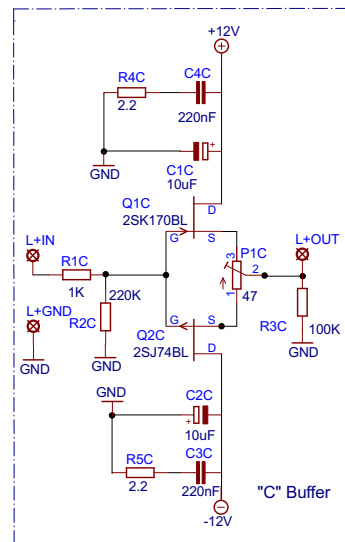 +12V
R4C
C4C
2.2
220nF
GND
C1C
+
10uF
Q1C
2SK170BL
D
G
S
L+IN
P1C
L+OUT
R1C
3
2
1K
220K
1
47
L+GND
R2C
R3C
100K
Q2C
G
S
GND
GND
2SJ74BL
D
GND
GND
C2C
+
10uF
R5C
C3C
2.2
220nF
"C" Buffer
-12V